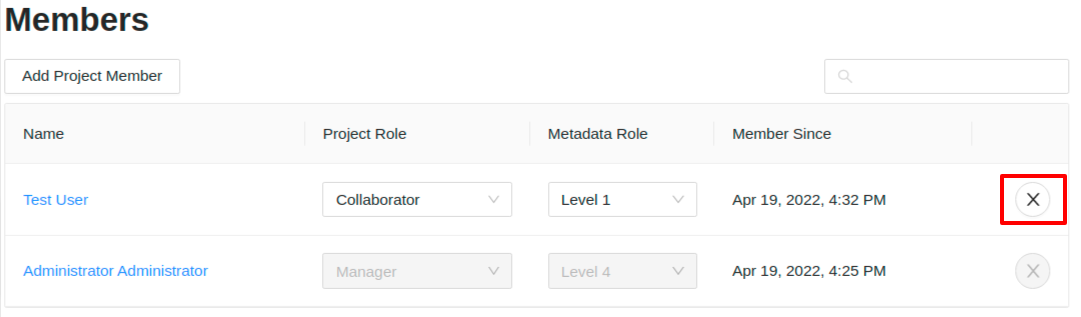 Members
Add Project Member
Name Project Role Metadata Role Member Since
Test User Collaborator Level 1 Apr 19, 2022, 4:32 PM
Administrator Administrator Manager Level 4 Apr 19, 2022, 4:25 PM